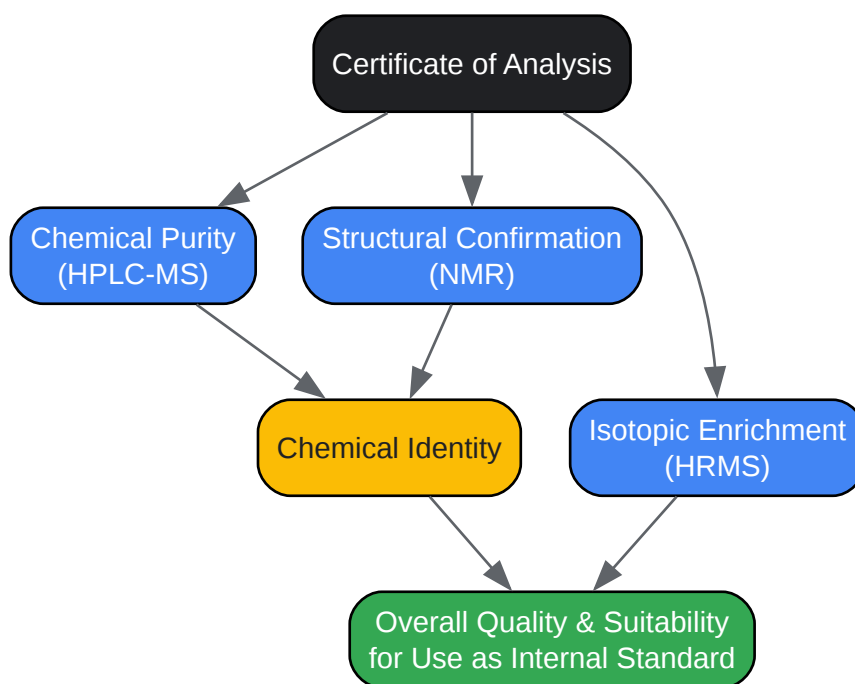 Certificate of Analysis
Chemical Purity
(HPLC-MS)
Structural Confirmation
(NMR)
Chemical Identity
Isotopic Enrichment
(HRMS)
Overall Quality & Suitability
for Use as Internal Standard